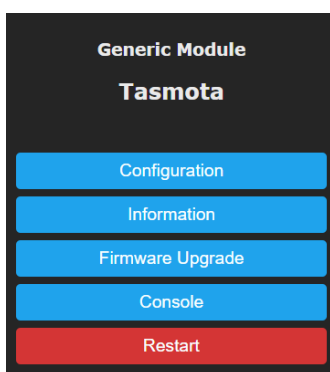 Generic Module
Tasmota
Configuration
Information
Firmware Upgrade
Console
Restart